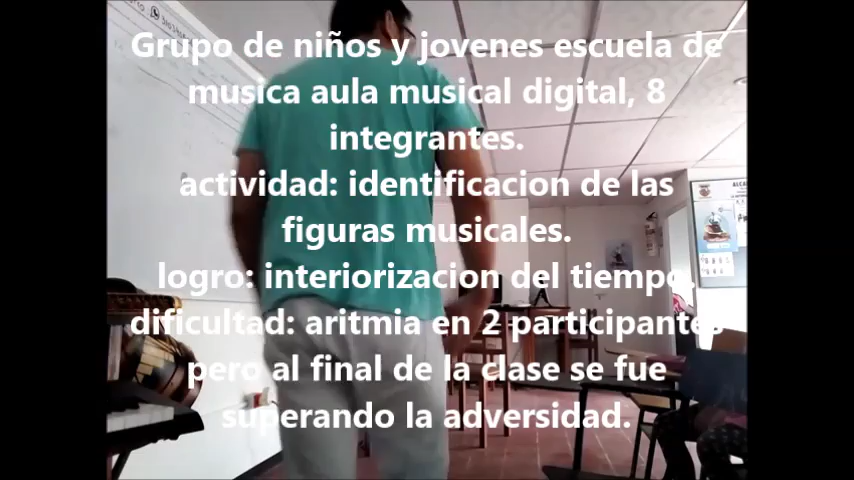 Grupo de niños y jovenes escuela de
musica aula musical digital, 8
integrantes.
actividad: identificacion de las
figuras musicales.
logro: interiorizacion del tiempo.
dificultad: aritmia en 2 participantes
pero al final de la clase se fue
superando la adversidad.